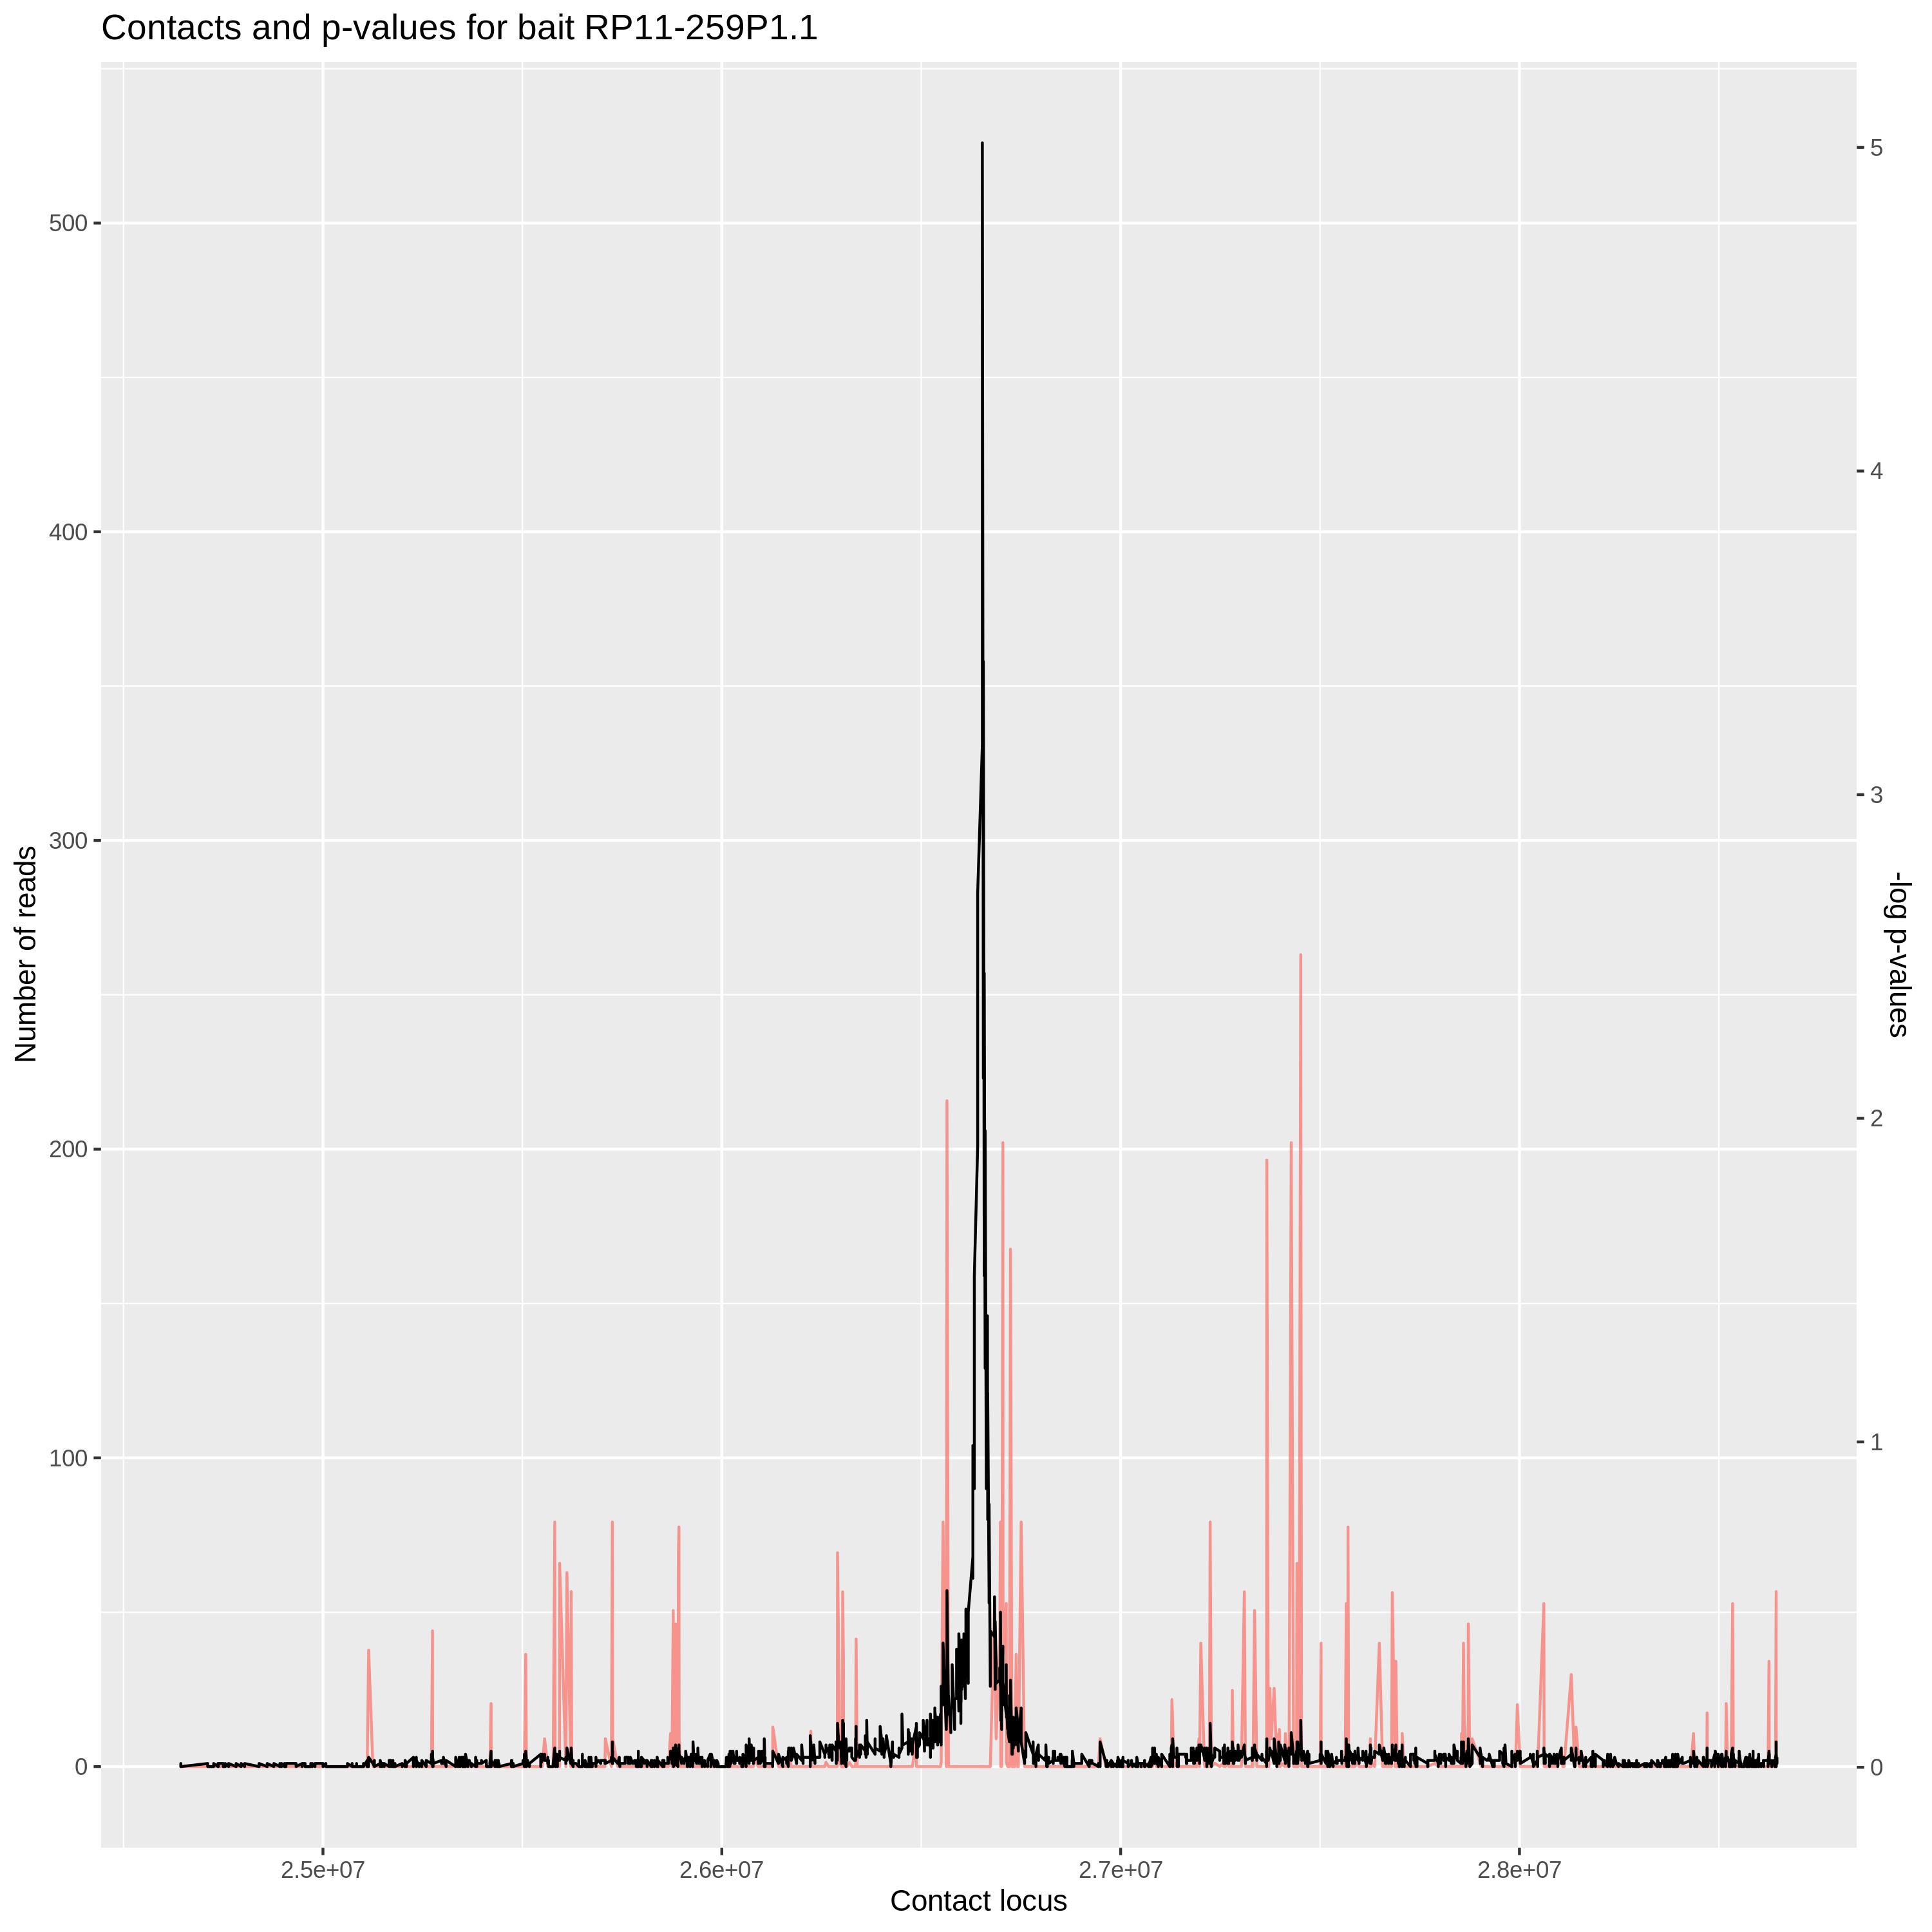 Contacts and p-values for bait RP11-259P1.1
500
400
300
200
100
0
Number of reads
5
4
3
2
1
0
-log p-values
2.5e+07
2.6e+07
2.7e+07
2.8e+07
Contact locus